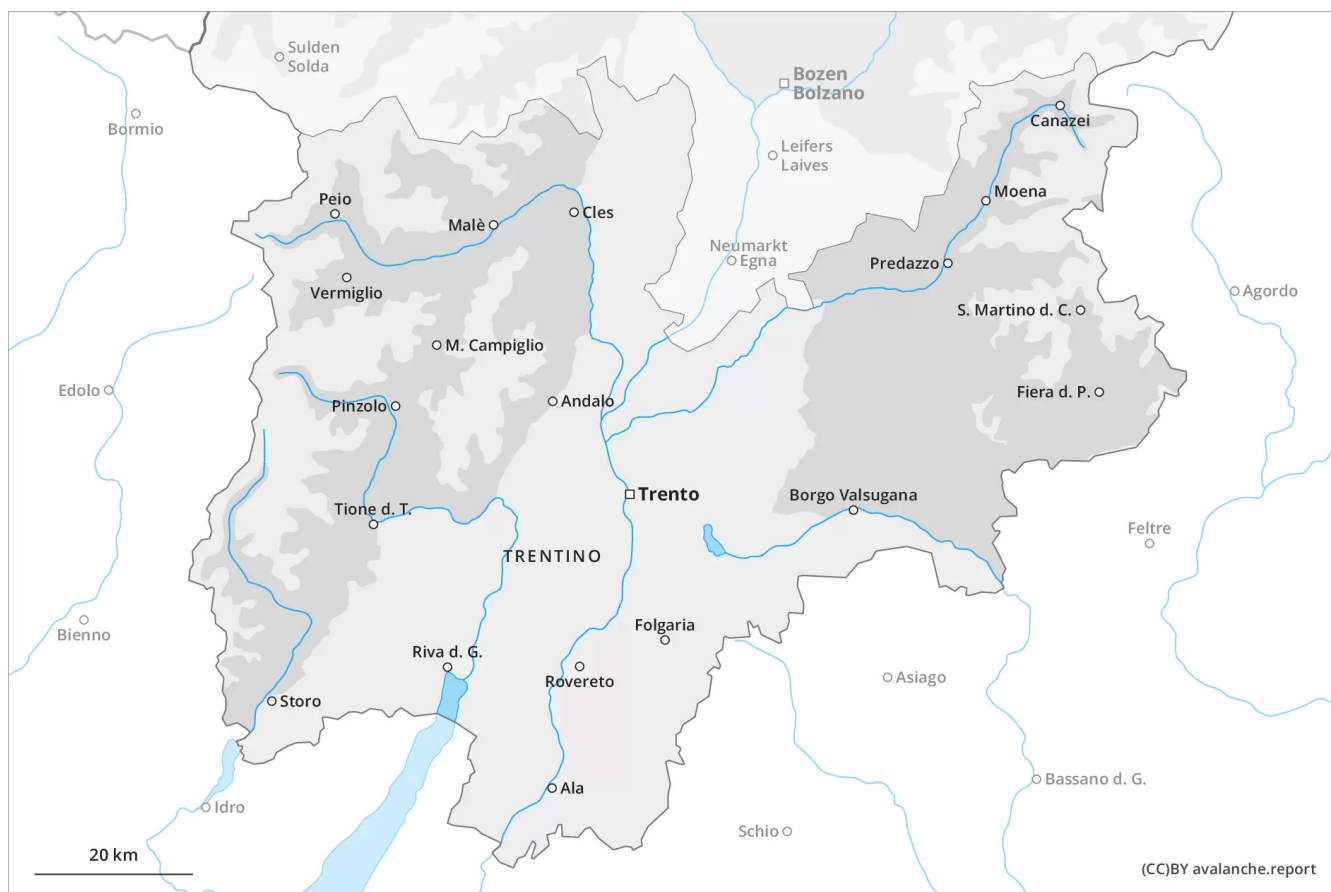 Sulden
Solda
Bozen
Bolzano
Bormio
Canazei
Leifers
Laives
Peio
Moena
Malè
Cles
Neumarkt
Egna
Predazzo
Vermiglio
Agordo
S. Martino d. C.
M. Campiglio
Edolo
Fiera d. P.
Andalo
Pinzolo
Trento
Borgo Valsugana
Tione d. T.
Feltre
TRENTINO
Folgaria
Bienno
Riva d. G.
Rovereto
Asiago
Storo
Bassano d. G.
Ala
Idro
Schio
20 km
(CC)BY avalanche.report